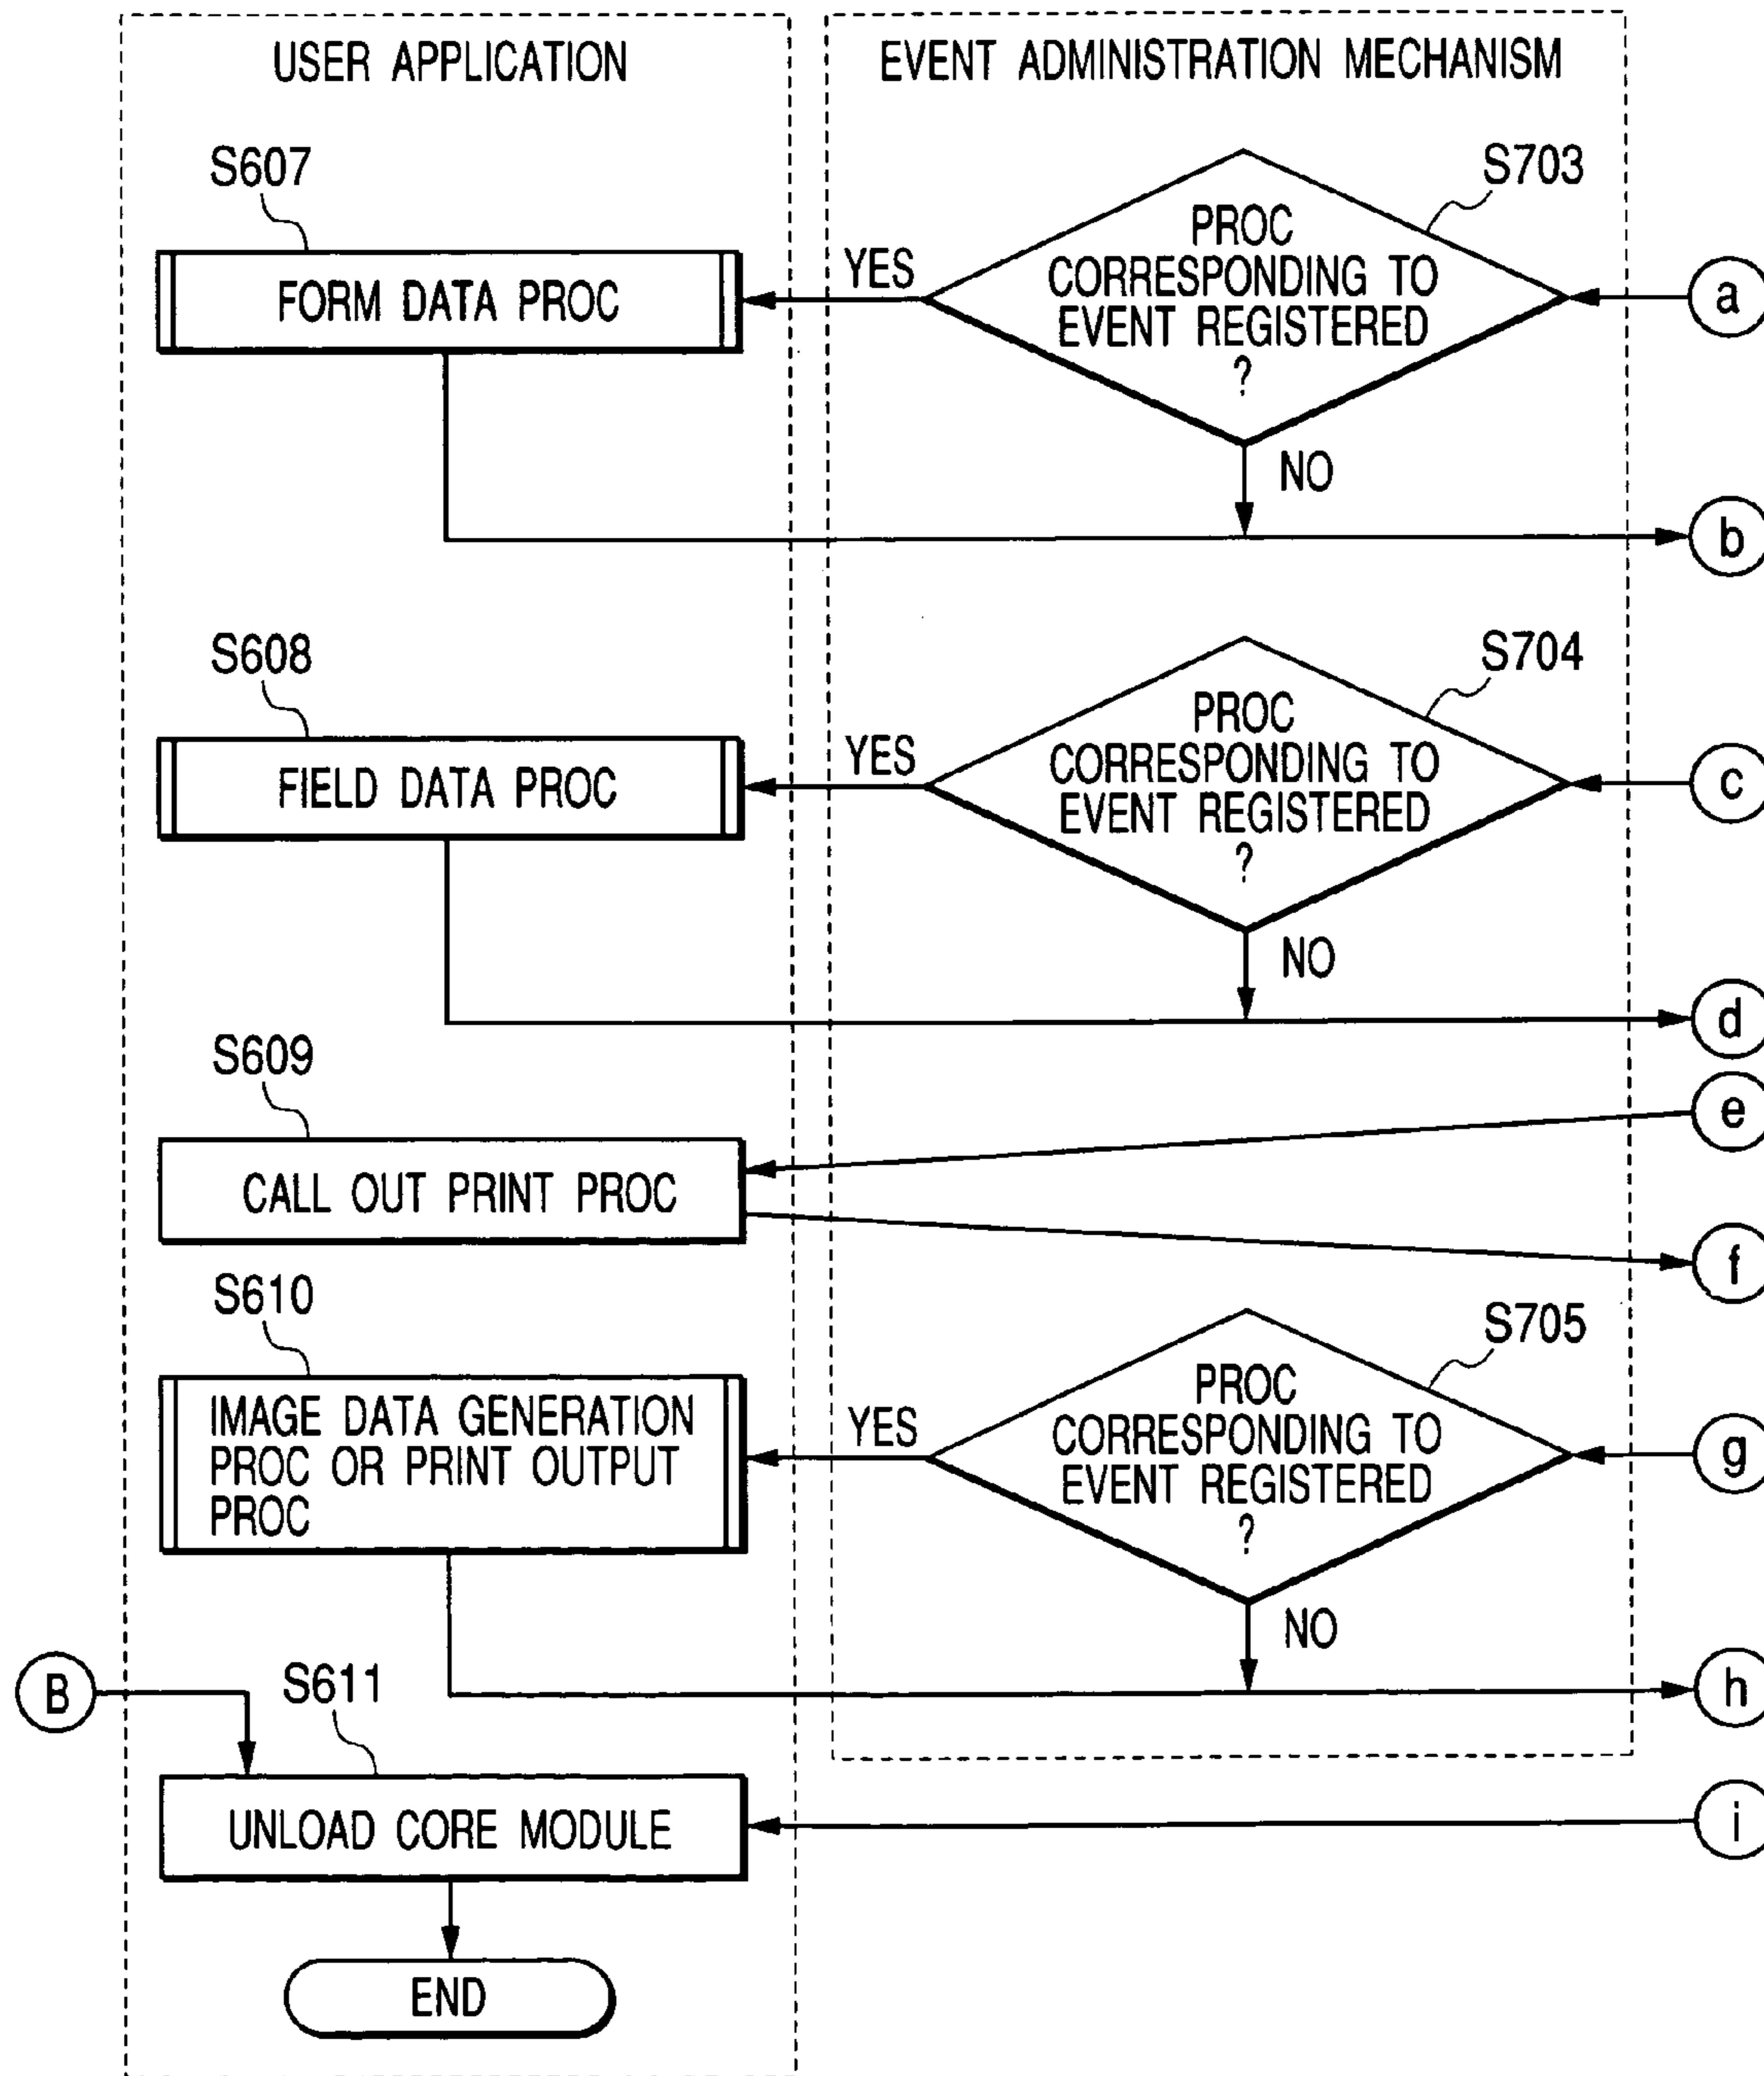 USER APPLICATION
EVENT ADMINISTRATION MECHANISM
S607
FORM DATA PROC
YES
S703
PROC
CORRESPONDING TO
EVENT REGISTERED
?
NO
a
b
S608
FIELD DATA PROC
YES
S704
PROC
CORRESPONDING TO
EVENT REGISTERED
?
NO
c
d
S609
CALL OUT PRINT PROC
e
f
S610
IMAGE DATA GENERATION
PROC OR PRINT OUTPUT
PROC
YES
S705
PROC
CORRESPONDING TO
EVENT REGISTERED
?
NO
g
h
B
S611
UNLOAD CORE MODULE
i
END